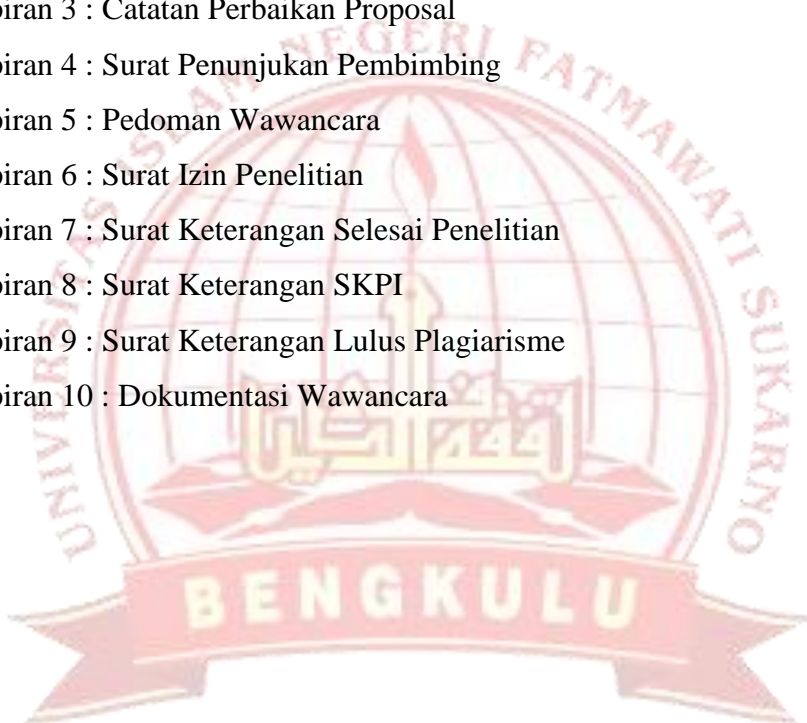 piran 3 : Catatan Perbaikan Proposal
piran 4 : Surat Penunjukan Pembimbing
piran 5 : Pedoman Wawancara
piran 6 : Surat Izin Penelitian
piran 7 : Surat Keterangan Selesai Penelitian
piran 8 : Surat Keterangan SKPI
piran 9 : Surat Keterangan Lulus Plagiarisme
piran 10 : Dokumentasi Wawancara
UNIVERSITAS ISLAM NEGERI FATMAWATI SUKARNO
BENGKULU